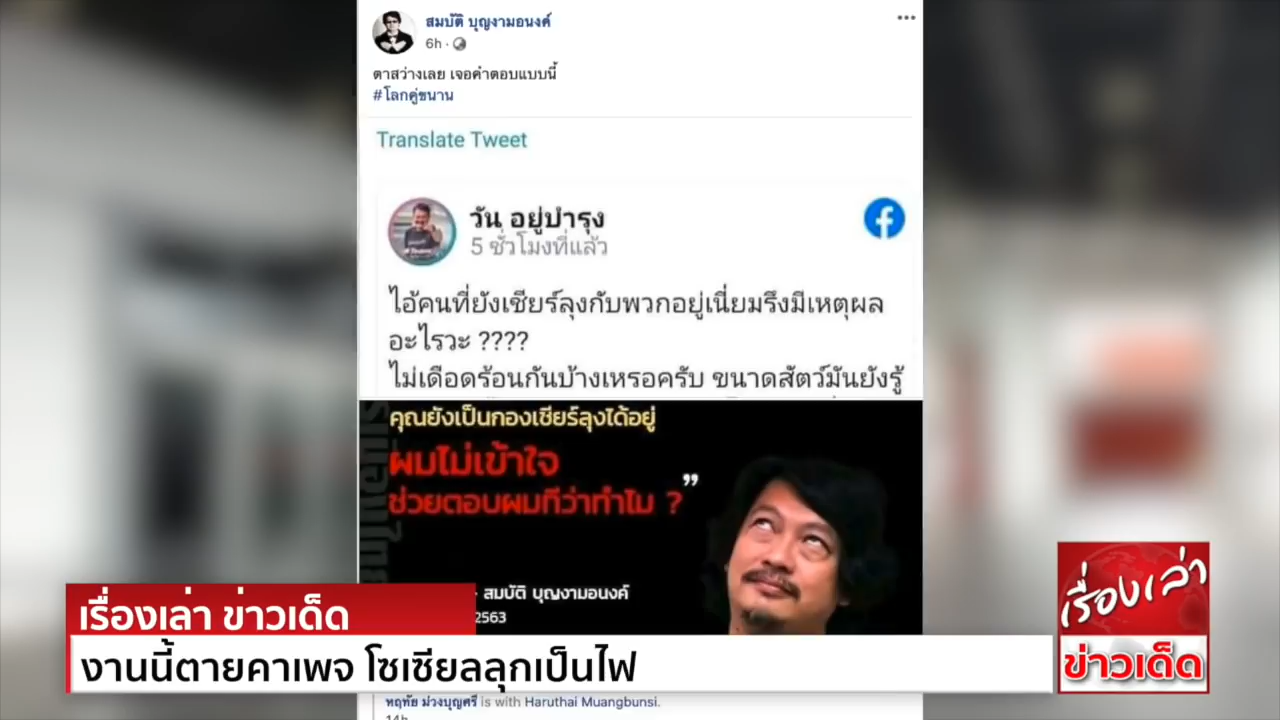 สมบัติ บุญงามอนงค์
6h ·
ตาสว่างเลย เจอคำตอบแบบนี้
#โลกคู่ขนาน
Translate Tweet
วัน อยู่บำรุง
5 ชั่วโมงที่แล้ว
ไอ้คนที่ยังเชียร์ลุงกับพวกอยู่เนี่ยมรึงมีเหตุผล
อะไรวะ ????
ไม่เดือดร้อนกันบ้างเหรอครับ ขนาดสัตว์มันยังรู้
คุณยังเป็นกองเชียร์ลุงได้อยู่
ผมไม่เข้าใจ
ช่วยตอบผมทีว่าทำไม ?”
สมบัติ บุญงามอนงค์
2563
เรื่องเล่า ข่าวเด็ด
งานนี้ตายคาเพจ โซเซียลลุกเป็นไฟ
เรื่องเล่า
ข่าวเด็ด
หฤทัย ม่วงบุญศรี is with Haruthai Muangbunsi.
14h